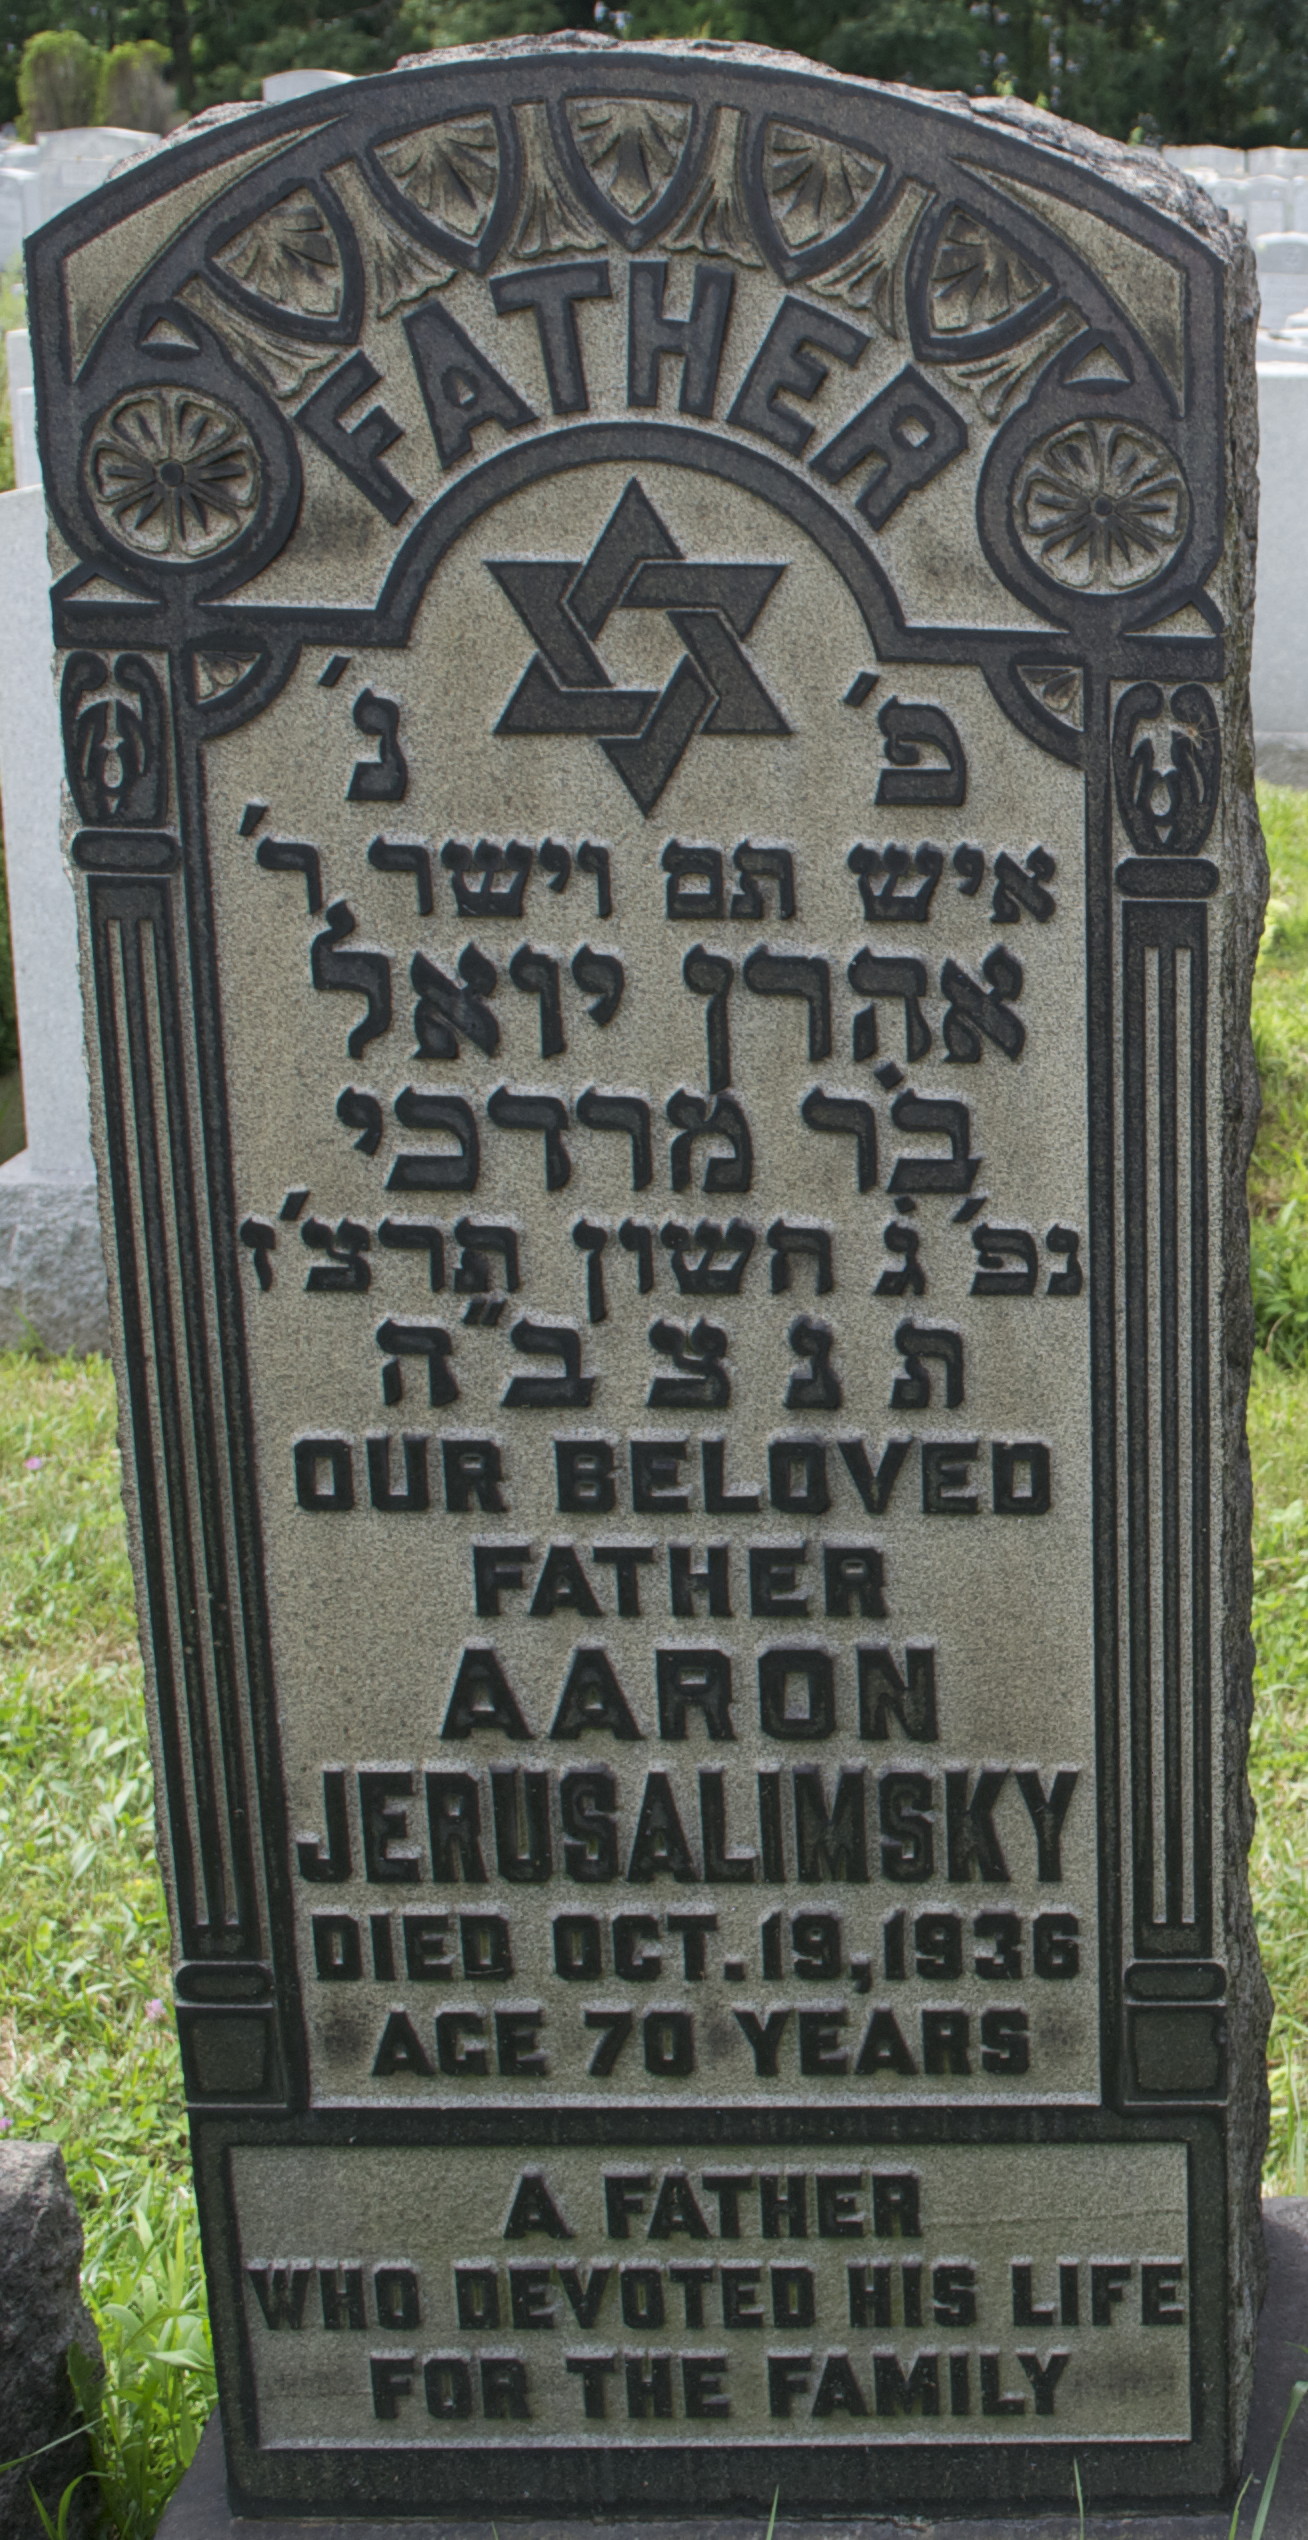 FATHER
פ׳ נ׳
איש תם וישר ר׳
אהרן יואל
בר מרדכי
נפ׳ ג׳ חשון תרצ׳ז
ת נ צ ב״ה
OUR BELOVED
FATHER
AARON
JERUSALIMSKY
DIED OCT. 19, 1936
AGE 70 YEARS
A FATHER
WHO DEVOTED HIS LIFE
FOR THE FAMILY